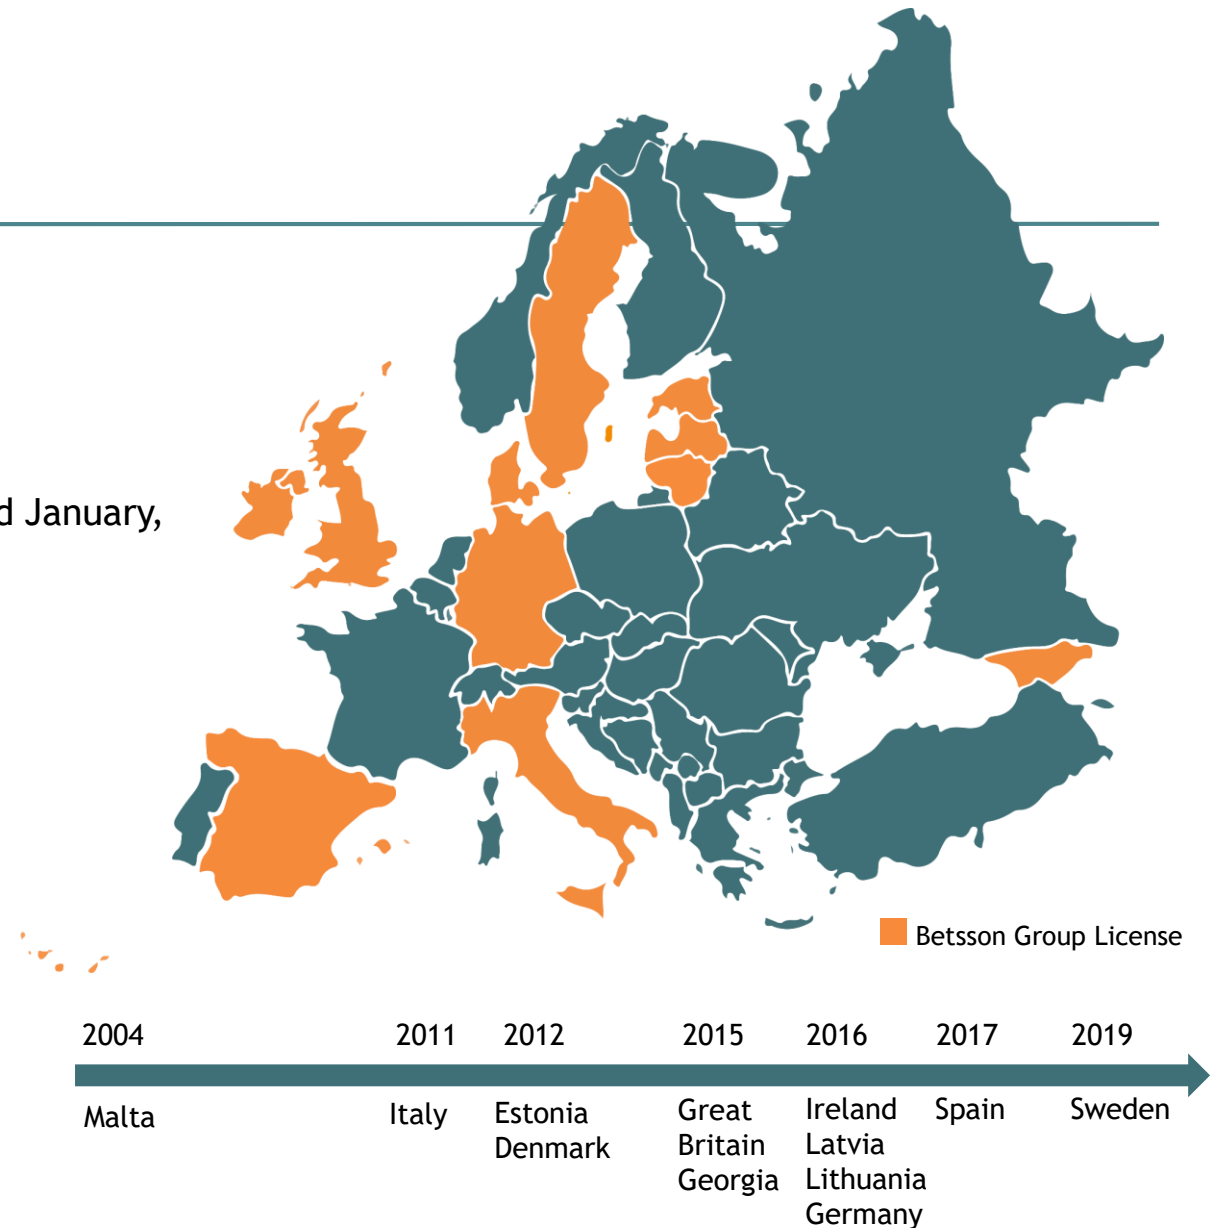 d January,
Betsson Group License
2004 2011 2012 2015 2016 2017 2019
Malta Italy Estonia Great Ireland Spain Sweden
Denmark Britain Latvia
Georgia Lithuania
Germany